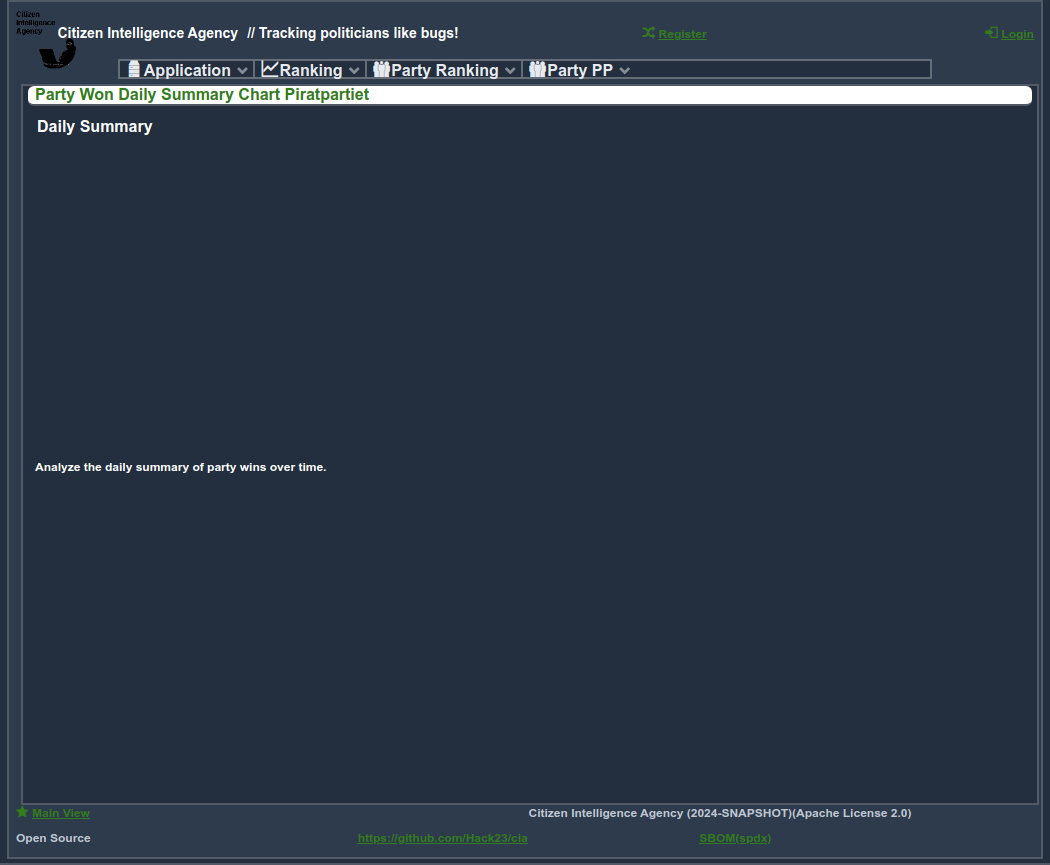 Citizen
Intelligence
Agency
Citizen Intelligence Agency // Tracking politicians like bugs!
Register
Login
Application
Ranking
Party Ranking
Party PP
Party Won Daily Summary Chart Piratpartiet
Daily Summary
Analyze the daily summary of party wins over time.
Main View
Citizen Intelligence Agency (2024-SNAPSHOT)(Apache License 2.0)
Open Source
https://github.com/Hack23/cia
SBOM(spdx)